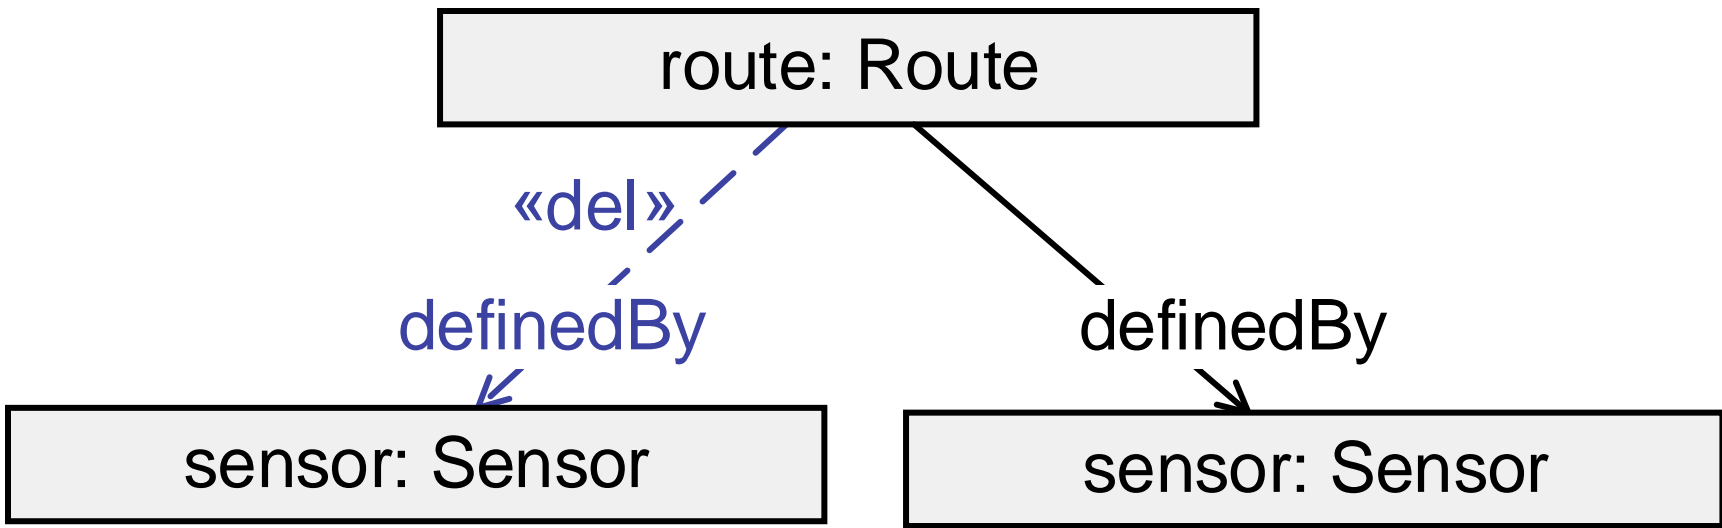 route: Route
«del»
definedBy
definedBy
sensor: Sensor
sensor: Sensor